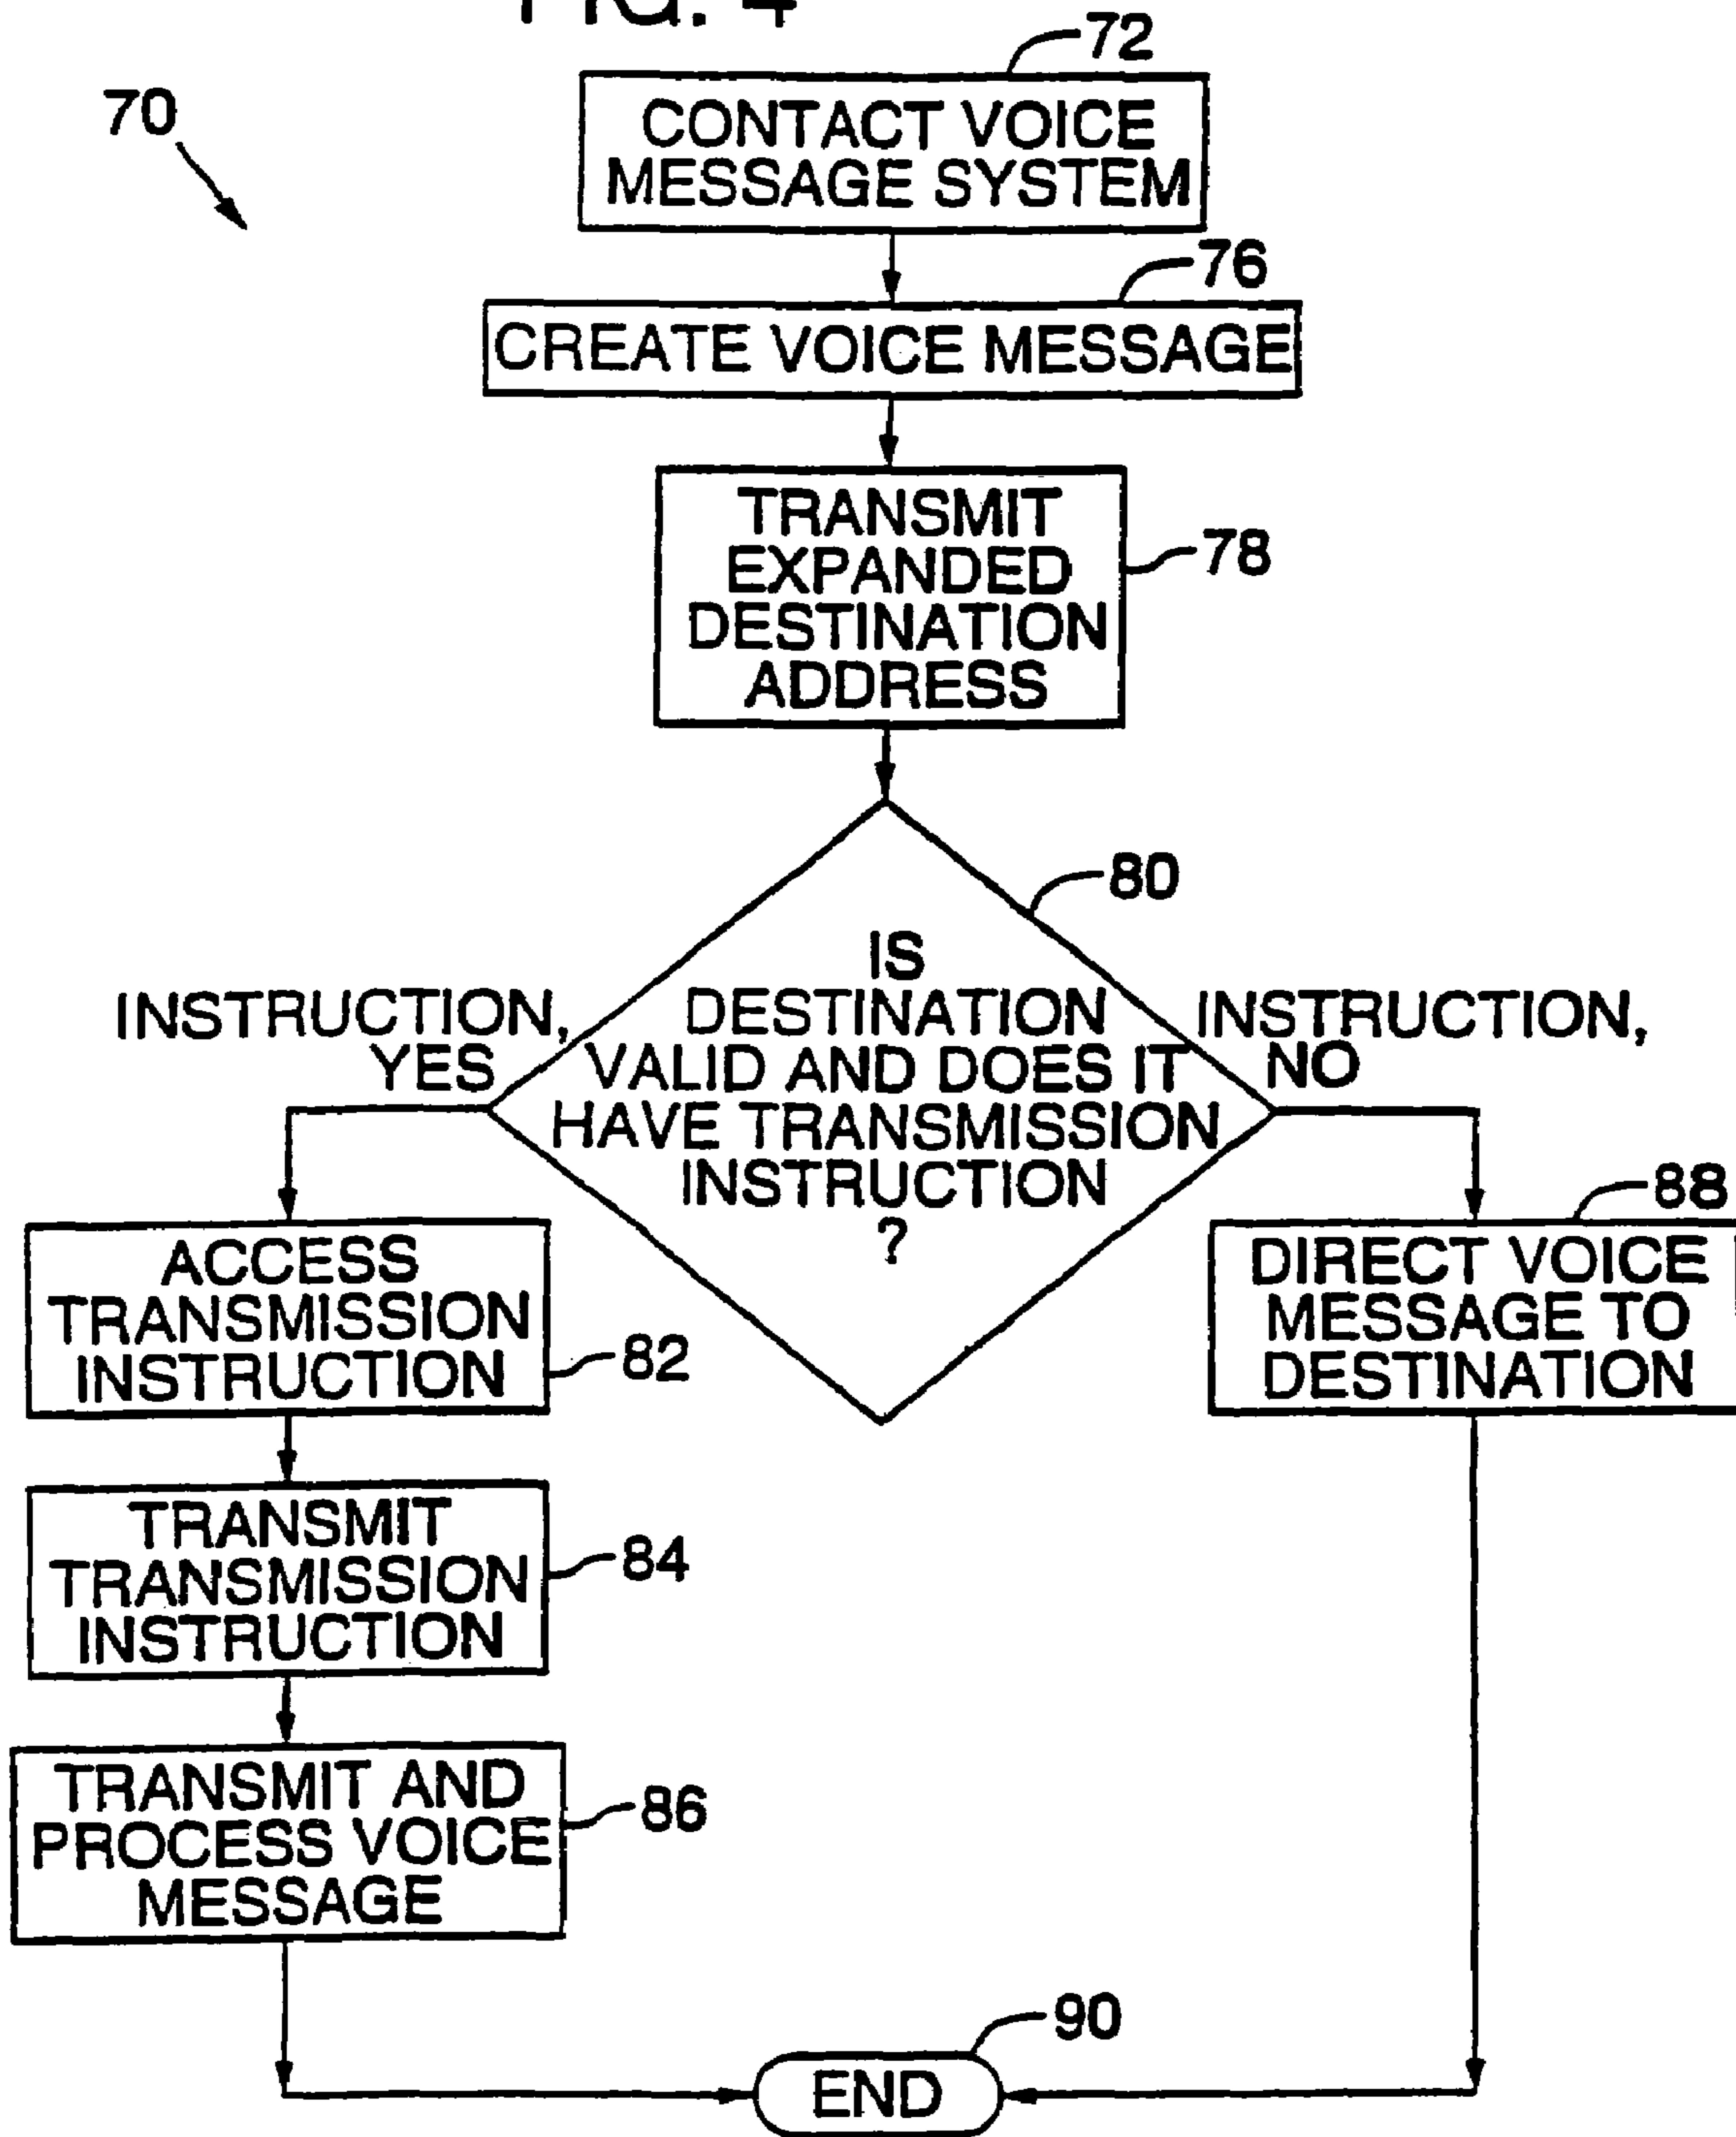 FIG. 4
70
72
CONTACT VOICE
MESSAGE SYSTEM
76
CREATE VOICE MESSAGE
TRANSMIT
EXPANDED
DESTINATION
ADDRESS
78
80
IS
DESTINATION
VALID AND DOES IT
HAVE TRANSMISSION
INSTRUCTION
?
INSTRUCTION,
YES
INSTRUCTION,
NO
ACCESS
TRANSMISSION
INSTRUCTION
82
88
DIRECT VOICE
MESSAGE TO
DESTINATION
TRANSMIT
TRANSMISSION
INSTRUCTION
84
TRANSMIT AND
PROCESS VOICE
MESSAGE
86
90
END